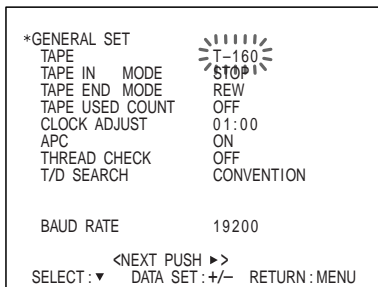 *GENERAL SET
TAPE T-160
TAPE IN MODE STOP
TAPE END MODE REW
TAPE USED COUNT OFF
CLOCK ADJUST 01:00
APC ON
THREAD CHECK OFF
T/D SEARCH CONVENTION
BAUD RATE 19200
<NEXT PUSH ►>
SELECT:▼ DATA SET:+/– RETURN:MENU